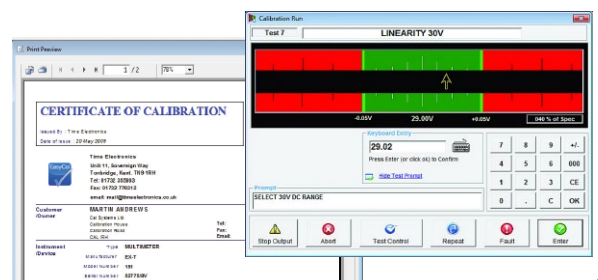 Calibration Run
Test 7 LINEARITY 30V
-0.05V 29.00V +0.05V 040 % of Spec
Keyboard Entry
29.02
Press Enter (or click ok) to Confirm
Hide Test Prompt
Prompt
SELECT 30V DC RANGE
7 8 9 +/-
4 5 6 000
1 2 3 CE
0 . C OK
Stop Output Abort Test Control Repeat Fault Enter
Print Preview
1 /2 70%
CERTIFICATE OF CALIBRATION
Issued By : Time Electronics
Date of Issue 20 May 2009
EasyCal
Time Electronics
Unit 11, Sovereign Way
Tonbridge, Kent. TN9 1RH
Tel: 01732 355993
Fax: 01732 770312
email: mail@timeelectronics.co.uk
Customer /Owner MARTIN ANDREWS
Cal Systems Ltd
Calibration House Tel:
Calibration Road Fax:
CAL 1RH Email:
Instrument /Device Type MULTIMETER
Manufacturer EX-T
Model Number
Serial Number